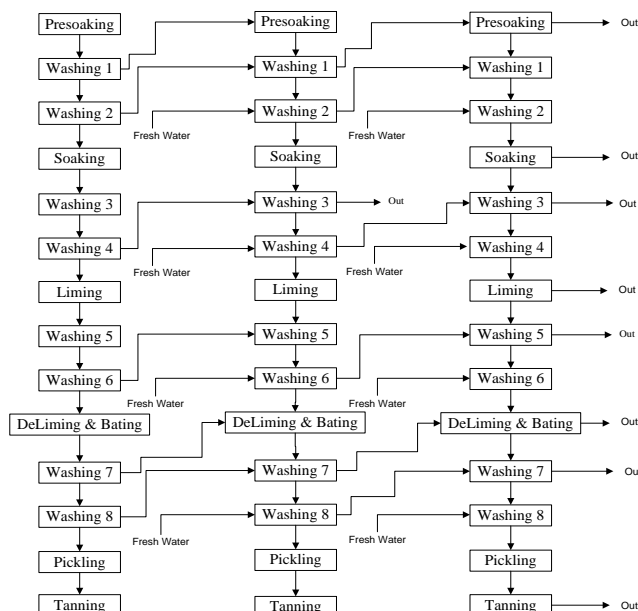 Presoaking
Presoaking
Presoaking
Out
Washing 1
Washing 1
Washing 1
Washing 2
Washing 2
Washing 2
Fresh Water
Fresh Water
Soaking
Soaking
Soaking
Out
Washing 3
Washing 3
Out
Washing 3
Out
Washing 4
Washing 4
Washing 4
Fresh Water
Fresh Water
Liming
Liming
Liming
Out
Washing 5
Washing 5
Washing 5
Out
Washing 6
Washing 6
Washing 6
Fresh Water
Fresh Water
DeLiming & Bating
DeLiming & Bating
DeLiming & Bating
Out
Washing 7
Washing 7
Washing 7
Ou
Washing 8
Washing 8
Washing 8
Fresh Water
Fresh Water
Pickling
Pickling
Pickling
Tanning
Tanning
Tanning
Out